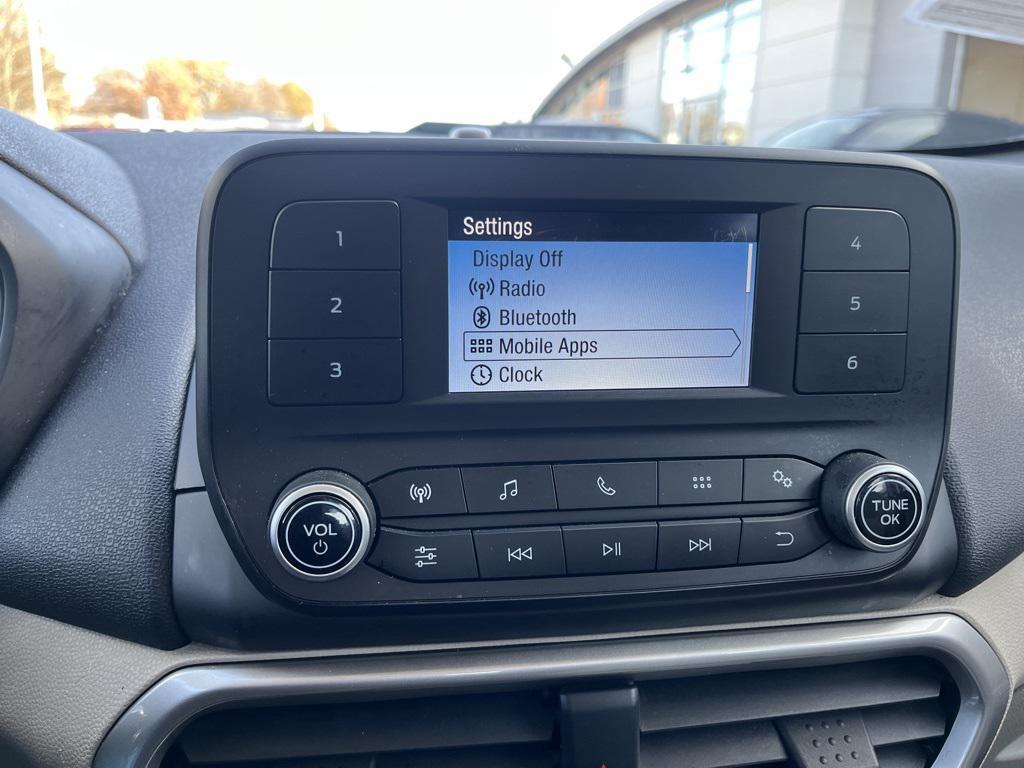 Settings
Display Off
Radio
Bluetooth
Mobile Apps
Clock
1
2
3
4
5
6
VOL
TUNE
OK